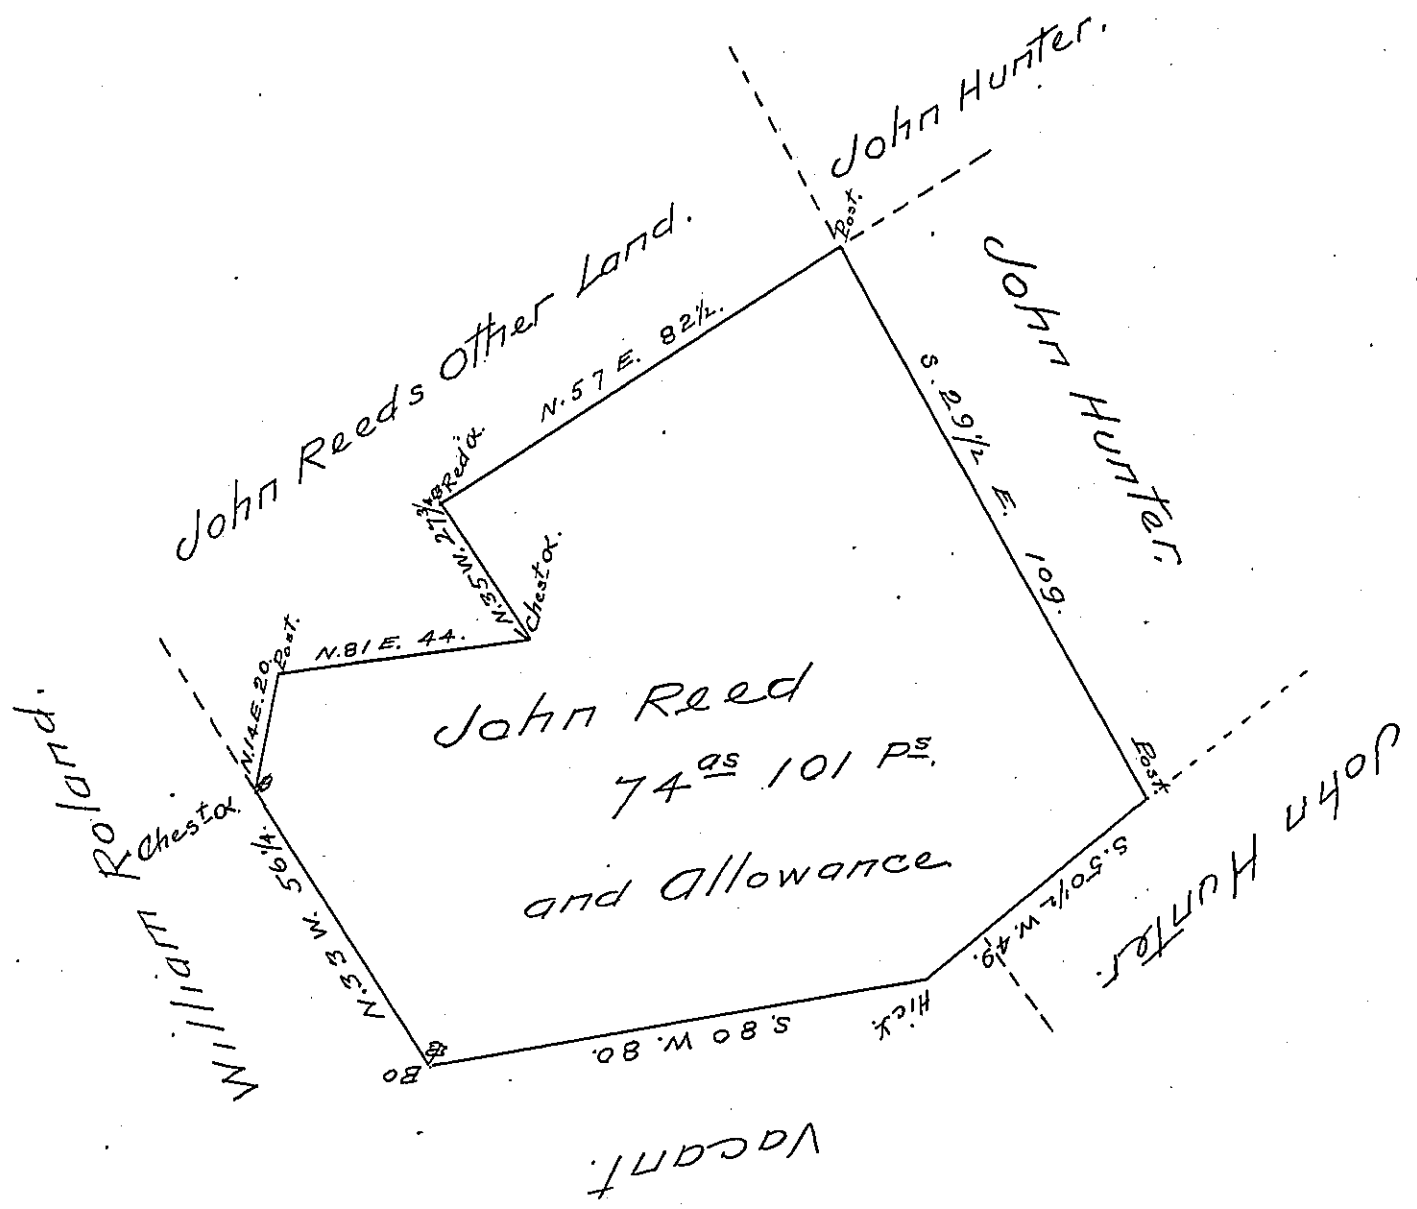 John Hunter.
Post.
John Reeds Other Land.
N. 57 E. 82½.
John Hunter.
S. 29½ E. 109.
Red α.
N. 35 W. 27¾
Chest α.
Post.
N. 81 E. 44.
N. 14 E. 20.
John Reed
74 as 101 Ps.
and Allowance
William Roland.
Chest α.
N. 33 W. 56¼.
Post.
S. 50½ W. 49.
John Hunter.
Hick.
S. 80 W. 80.
BO
Vacant.